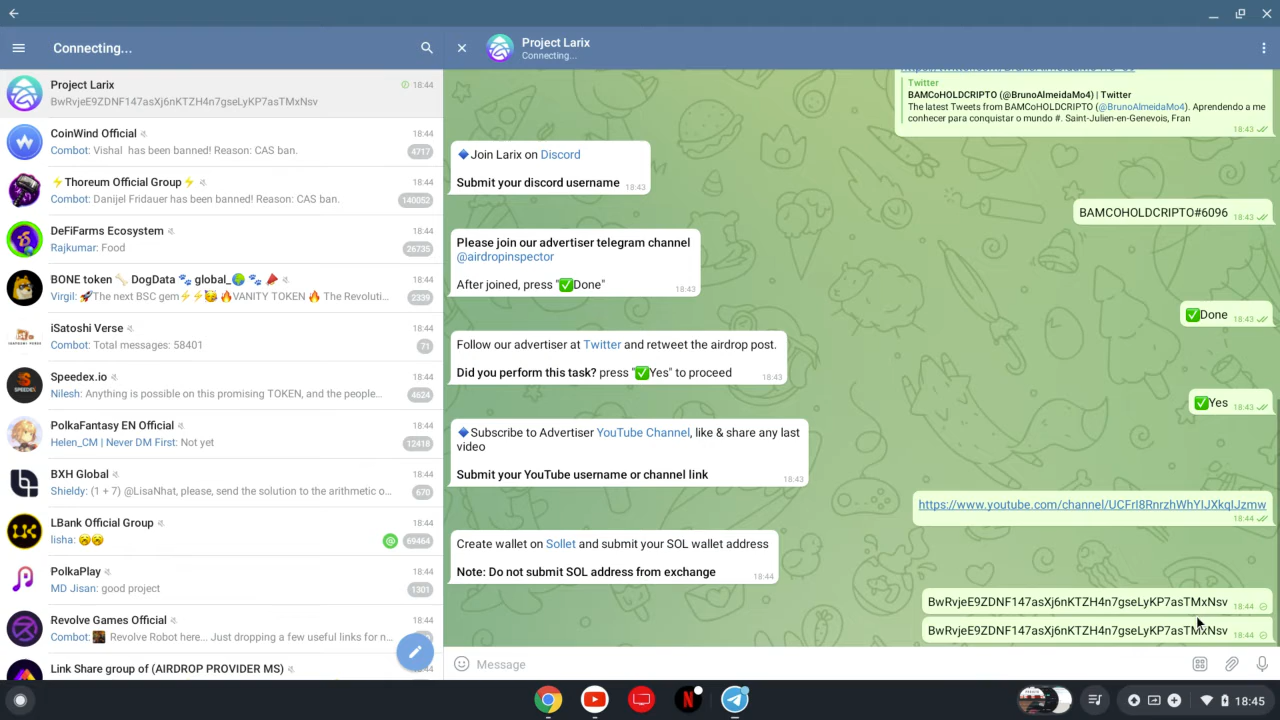 Connecting...
Project Larix
18:44
BwRvjeE9ZDNF147asXj6nKTZH4n7gseLyKP7asTMxNsv
CoinWind Official
18:44
Combot: Vishal has been banned! Reason: CAS ban.
4717
⚡Thoreum Official Group⚡
18:44
Combot: Danijel Fridauer has been banned! Reason: CAS ban.
140052
DeFiFarms Ecosystem
18:44
Rajkumar: Food
26735
BONE token 🦴 DogData 🐾 global_🌍 🐾 📣
18:44
Virgil: 🚀The next BSC gem⚡⚡🥰 🔥VANITY TOKEN 🔥 The Revoluti...
2339
iSatoshi Verse
18:44
Combot: Total messages: 58401
71
Speedex.io
18:44
Nilesh: Anything is possible on this promising TOKEN, and the people...
4624
PolkaFantasy EN Official
18:44
Helen_CM | Never DM First: Not yet
12418
BXH Global
18:44
Shieldy: (1 + 7) @LisaNhat, please, send the solution to the arithmetic o...
670
LBank Official Group
18:44
lisha: 😚😚
@ 69464
PolkaPlay
18:44
MD Jisan: good project
1301
Revolve Games Official
18:44
Combot: Revolve Robot here... Just dropping a few useful links for n...
Link Share group of (AIRDROP PROVIDER MS)
18:44
Project Larix
Connecting...
Twitter
BAMCoHOLDCRIPTO (@BrunoAlmeidaMo4) | Twitter
The latest Tweets from BAMCoHOLDCRIPTO (@BrunoAlmeidaMo4). Aprendendo a me
conhecer para conquistar o mundo #. Saint-Julien-en-Genevois, Fran
18:43
🔹Join Larix on Discord
Submit your discord username
18:43
BAMCOHOLDCRIPTO#6096
18:43
Please join our advertiser telegram channel
@airdropinspector
After joined, press "✅Done"
18:43
✅Done
18:43
Follow our advertiser at Twitter and retweet the airdrop post.
Did you perform this task? press "✅Yes" to proceed
18:43
✅Yes
18:43
🔹Subscribe to Advertiser YouTube Channel, like & share any last
video
Submit your YouTube username or channel link
18:43
https://www.youtube.com/channel/UCFrI8RnrzhWhYIJXkqIJzmw
18:44
Create wallet on Sollet and submit your SOL wallet address
Note: Do not submit SOL address from exchange
18:44
BwRvjeE9ZDNF147asXj6nKTZH4n7gseLyKP7asTMxNsv
18:44
BwRvjeE9ZDNF147asXj6nKTZH4n7gseLyKP7asTMxNsv
18:44
Message
18:45